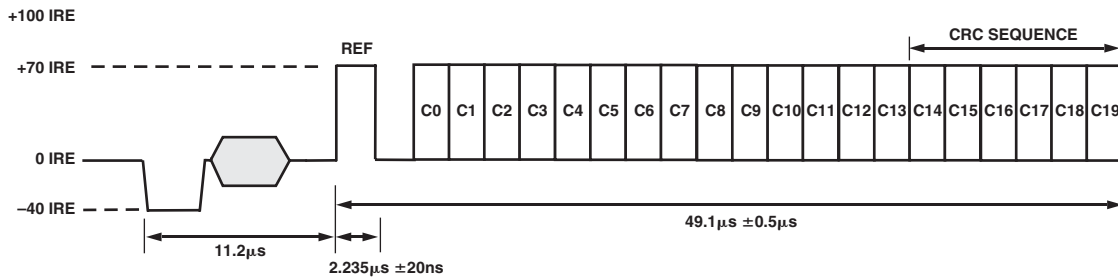 +100 IRE
REF
CRC SEQUENCE
+70 IRE
C0 C1 C2 C3 C4 C5 C6 C7 C8 C9 C10 C11 C12 C13 C14 C15 C16 C17 C18 C19
0 IRE
–40 IRE
49.1µs ±0.5µs
11.2µs
2.235µs ±20ns